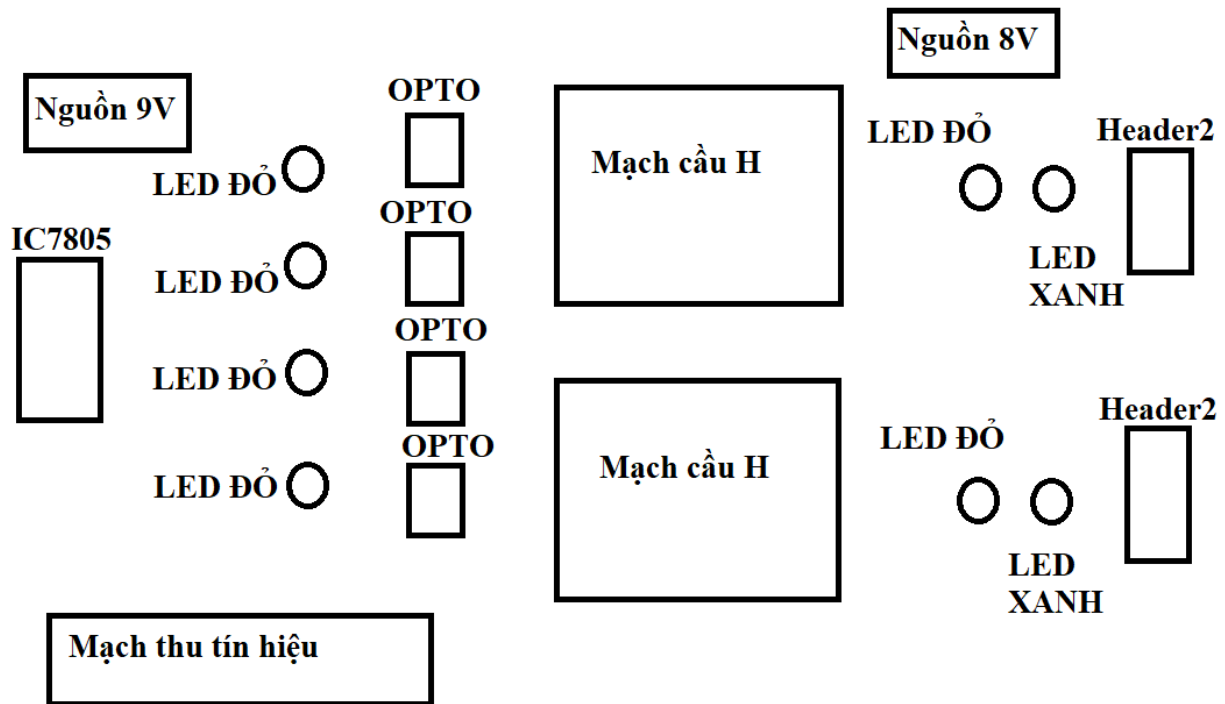 Nguồn 8V
Nguồn 9V
OPTO
LED ĐỎ
Header2
Mạch cầu H
LED ĐỎ
OPTO
IC7805
LED ĐỎ
LED
XANH
OPTO
LED ĐỎ
Header2
OPTO
LED ĐỎ
Mạch cầu H
LED ĐỎ
LED
XANH
Mạch thu tín hiệu